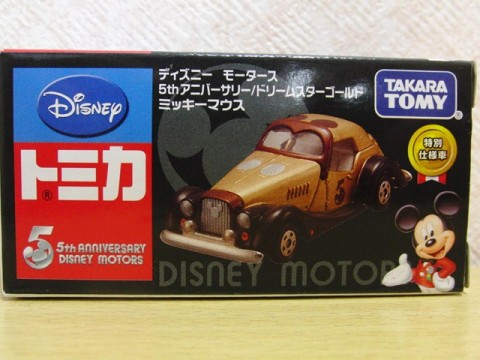 ディズニー モータース
5thアニバーサリー/ドリームスターゴールド
ミッキーマウス
TAKARA
TOMY
Disney
特別
仕様車
トミカ
5
5
5th ANNIVERSARY
DISNEY MOTORS
DISNEY MOTORS